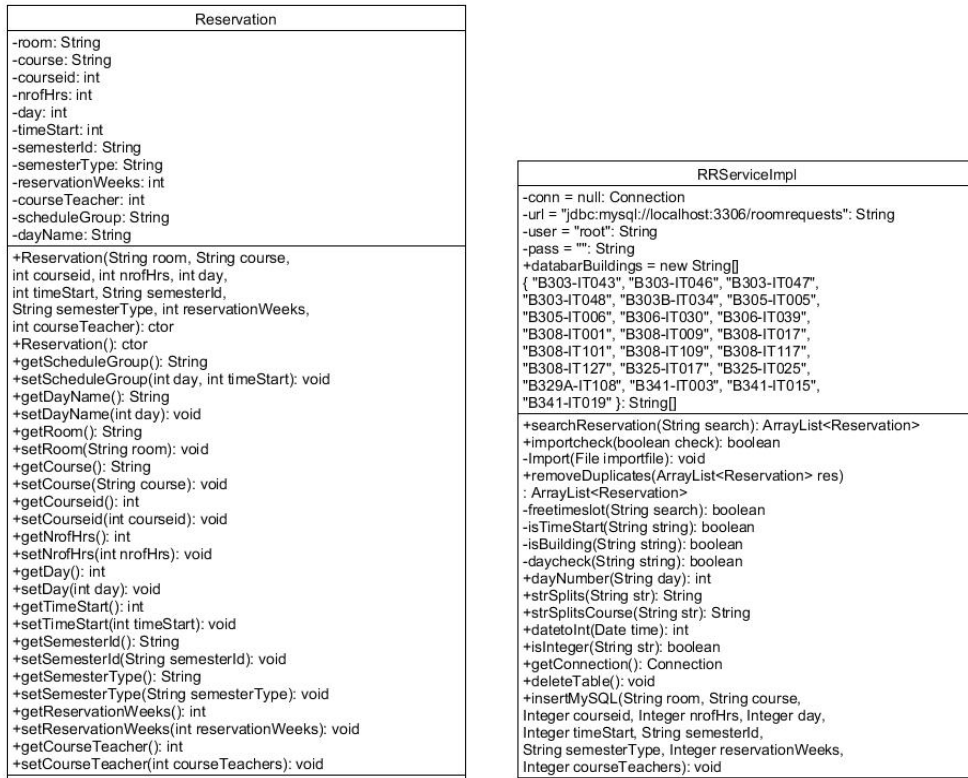 Reservation
-room: String
-course: String
-courseid: int
-nrofHrs: int
-day: int
-timeStart: int
-semesterId: String
-semesterType: String
-reservationWeeks: int
-courseTeacher: int
-scheduleGroup: String
-dayName: String
+Reservation(String room, String course,
int courseid, int nrofHrs, int day,
int timeStart, String semesterId,
String semesterType, int reservationWeeks,
int courseTeacher): ctor
+Reservation(): ctor
+getScheduleGroup(): String
+setScheduleGroup(int day, int timeStart): void
+getDayName(): String
+setDayName(int day): void
+getRoom(): String
+setRoom(String room): void
+getCourse(): String
+setCourse(String course): void
+getCourseid(): int
+setCourseid(int courseid): void
+getNrofHrs(): int
+setNrofHrs(int nrofHrs): void
+getDay(): int
+setDay(int day): void
+getTimeStart(): int
+setTimeStart(int timeStart): void
+getSemesterId(): String
+setSemesterId(String semesterId): void
+getSemesterType(): String
+setSemesterType(String semesterType): void
+getReservationWeeks(): int
+setReservationWeeks(int reservationWeeks): void
+getCourseTeacher(): int
+setCourseTeacher(int courseTeachers): void
RRServiceImpl
-conn = null: Connection
-url = "jdbc:mysql://localhost:3306/roomrequests": String
-user = "root": String
-pass = "": String
+databarBuildings = new String[]
{ "B303-IT043", "B303-IT046", "B303-IT047",
"B303-IT048", "B303B-IT034", "B305-IT005",
"B305-IT006", "B306-IT030", "B306-IT039",
"B308-IT001", "B308-IT009", "B308-IT017",
"B308-IT101", "B308-IT109", "B308-IT117",
"B308-IT127", "B325-IT017", "B325-IT025",
"B329A-IT108", "B341-IT003", "B341-IT015",
"B341-IT019" }: String[]
+searchReservation(String search): ArrayList<Reservation>
+importcheck(boolean check): boolean
-Import(File importfile): void
+removeDuplicates(ArrayList<Reservation> res)
: ArrayList<Reservation>
-freetimeslot(String search): boolean
-isTimeStart(String string): boolean
-isBuilding(String string): boolean
-daycheck(String string): boolean
+dayNumber(String day): int
+strSplits(String str): String
+strSplitsCourse(String str): String
+datetoInt(Date time): int
+isInteger(String str): boolean
+getConnection(): Connection
+deleteTable(): void
+insertMySQL(String room, String course,
Integer courseid, Integer nrofHrs, Integer day,
Integer timeStart, String semesterId,
String semesterType, Integer reservationWeeks,
Integer courseTeachers): void